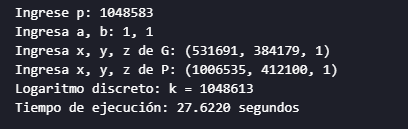 Ingrese p: 1048583
Ingresa a, b: 1, 1
Ingresa x, y, z de G: (531691, 384179, 1)
Ingresa x, y, z de P: (1006535, 412100, 1)
Logaritmo discreto: k = 1048613
Tiempo de ejecución: 27.6220 segundos